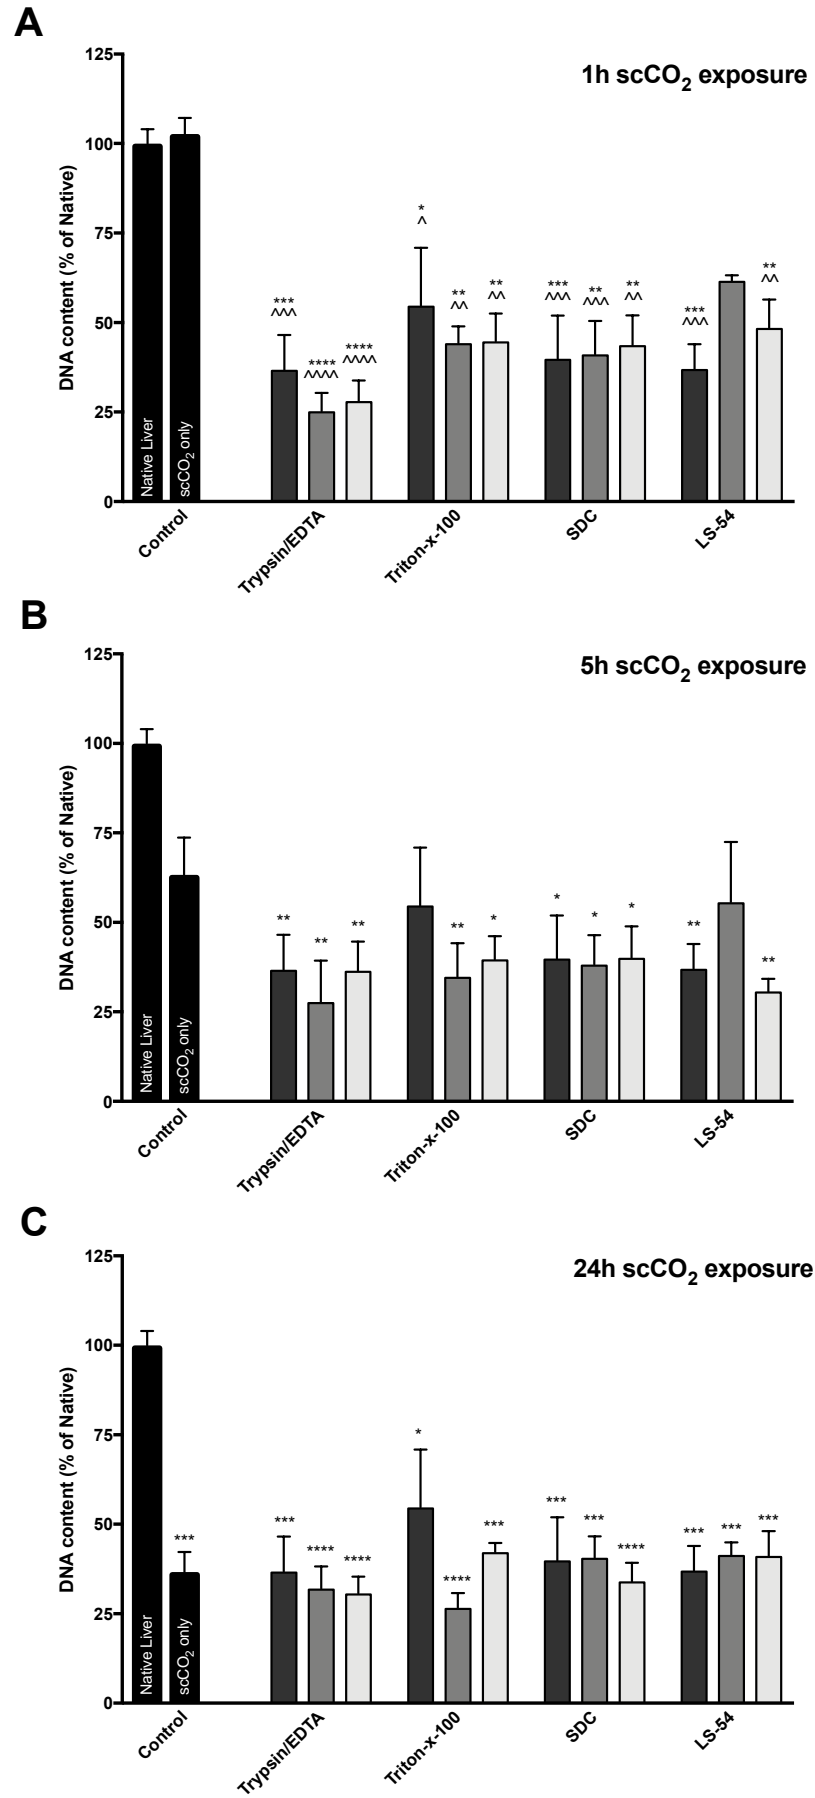 A
1h scCO₂ exposure
DNA content (% of Native)
125
100
75
50
25
0
Native Liver
scCO₂ only
***
^^^
****
^^^^
****
^^^^
*
^
**
^^
**
^^
***
^^^
**
^^^
**
^^
***
^^^
**
^^
Control
Trypsin/EDTA
Triton-x-100
SDC
LS-54
B
5h scCO₂ exposure
DNA content (% of Native)
125
100
75
50
25
0
Native Liver
scCO₂ only
**
**
**
**
*
*
*
*
**
**
Control
Trypsin/EDTA
Triton-x-100
SDC
LS-54
C
24h scCO₂ exposure
DNA content (% of Native)
125
100
75
50
25
0
Native Liver
scCO₂ only
***
***
****
****
*
****
***
***
***
****
***
***
***
Control
Trypsin/EDTA
Triton-x-100
SDC
LS-54